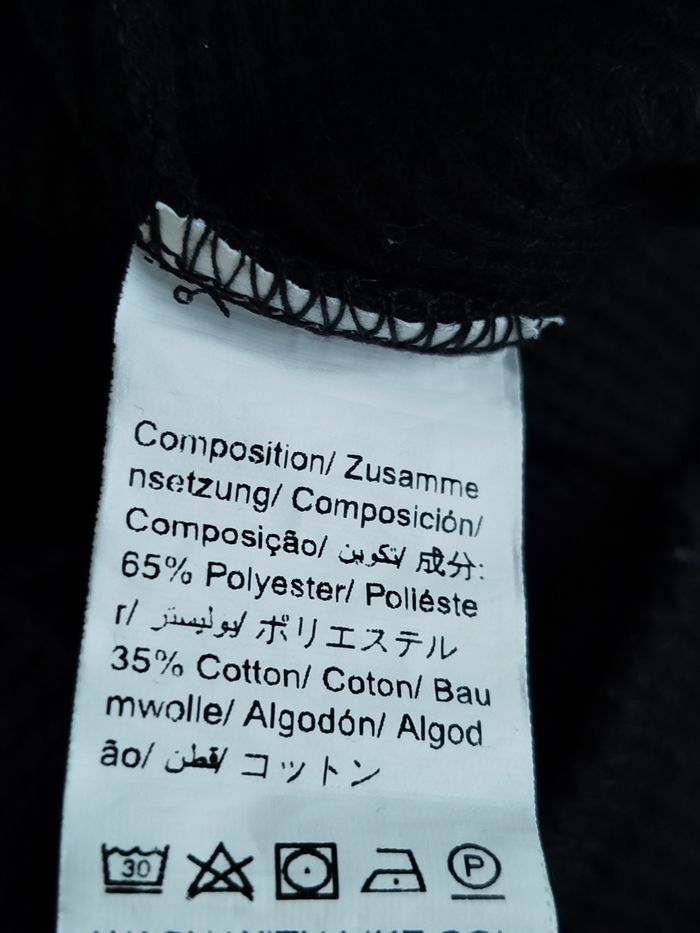 Composition/ Zusamme
nsetzung/ Composición/
Composição/ تكوين/ 成分:
65% Polyester/ Poliéste
r/ بوليستر/ ポリエステル
35% Cotton/ Coton/ Bau
mwolle/ Algodón/ Algod
ão/ قطن/ コットン
30 P